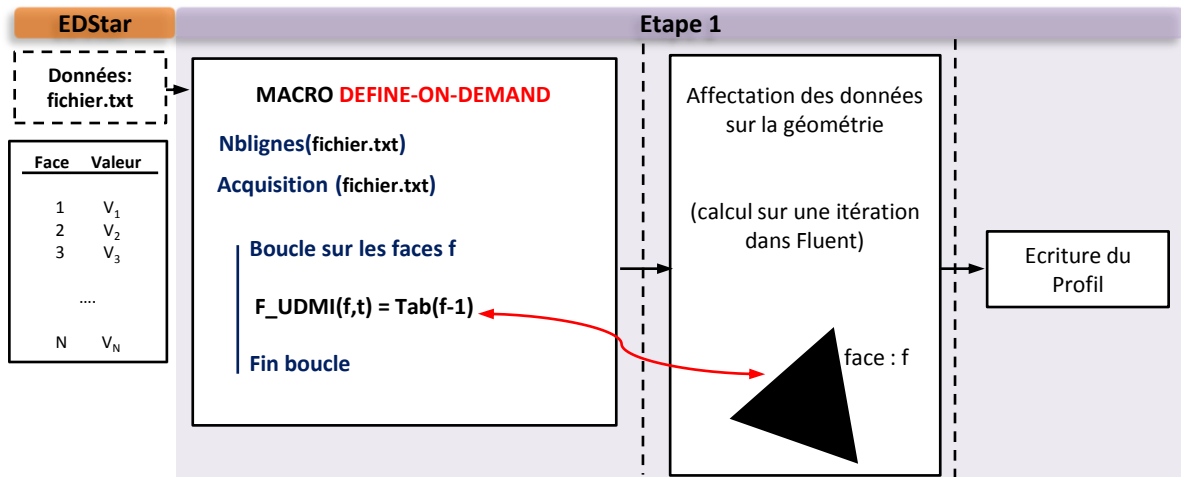 EDStar
Etape 1
Données:
fichier.txt
Face Valeur
1 V1
2 V2
3 V3
....
N VN
MACRO DEFINE-ON-DEMAND
Nblignes(fichier.txt)
Acquisition (fichier.txt)
Boucle sur les faces f
F_UDMI(f,t) = Tab(f-1)
Fin boucle
Affectation des données
sur la géométrie
(calcul sur une itération
dans Fluent)
face : f
Ecriture du
Profil